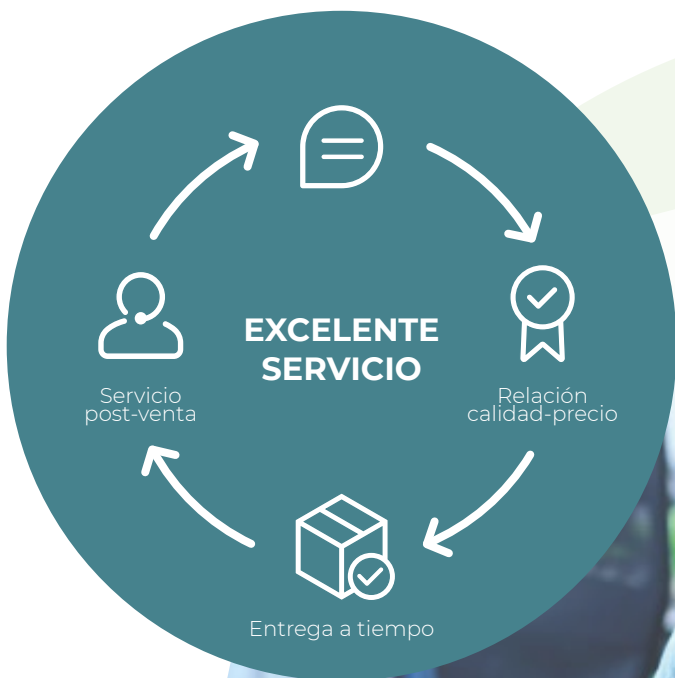 EXCELENTE
SERVICIO
Servicio
post-venta
Relación
calidad-precio
Entrega a tiempo